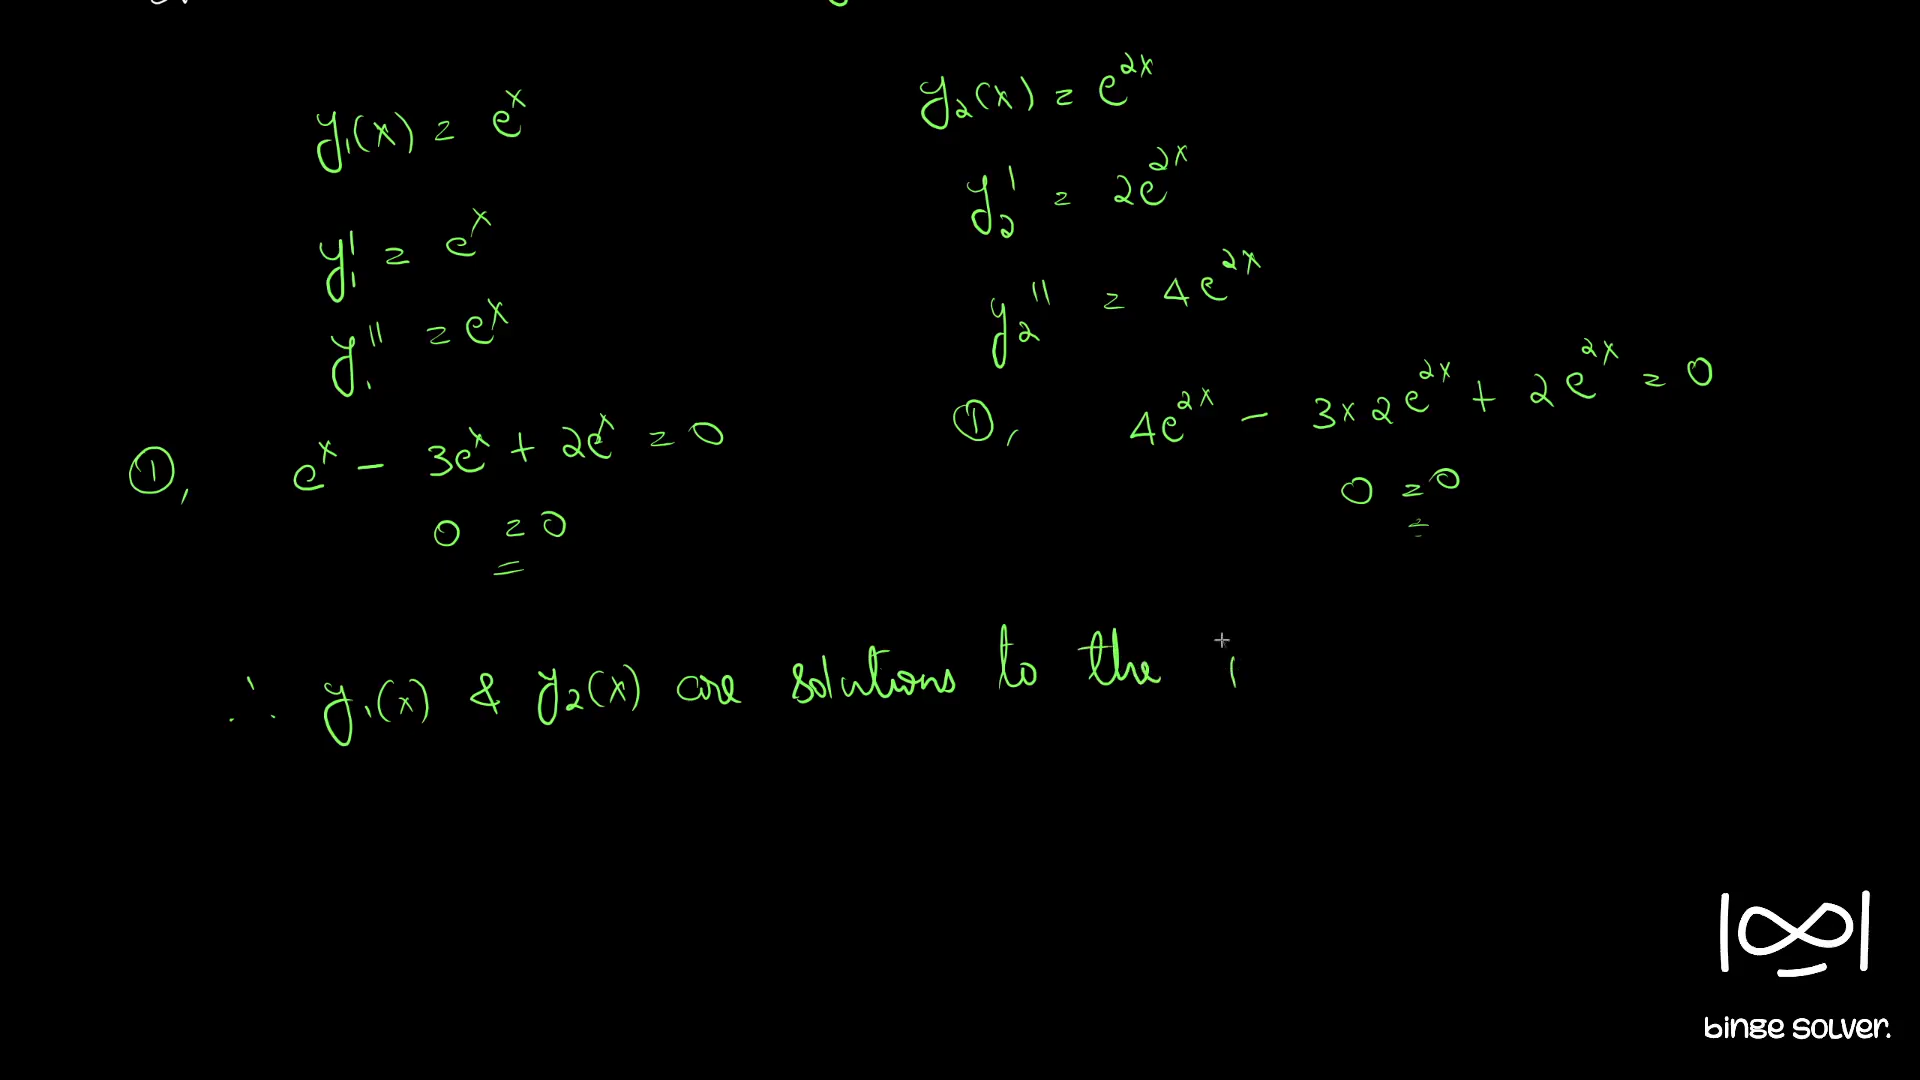 y₁(x) = eˣ
y₁' = eˣ
y₁'' = eˣ
①, eˣ - 3eˣ + 2eˣ = 0
0 = 0
y₂(x) = e²ˣ
y₂' = 2e²ˣ
y₂'' = 4e²ˣ
①, 4e²ˣ - 3×2e²ˣ + 2e²ˣ = 0
0 = 0
∴ y₁(x) & y₂(x) are solutions to the
binge solver.